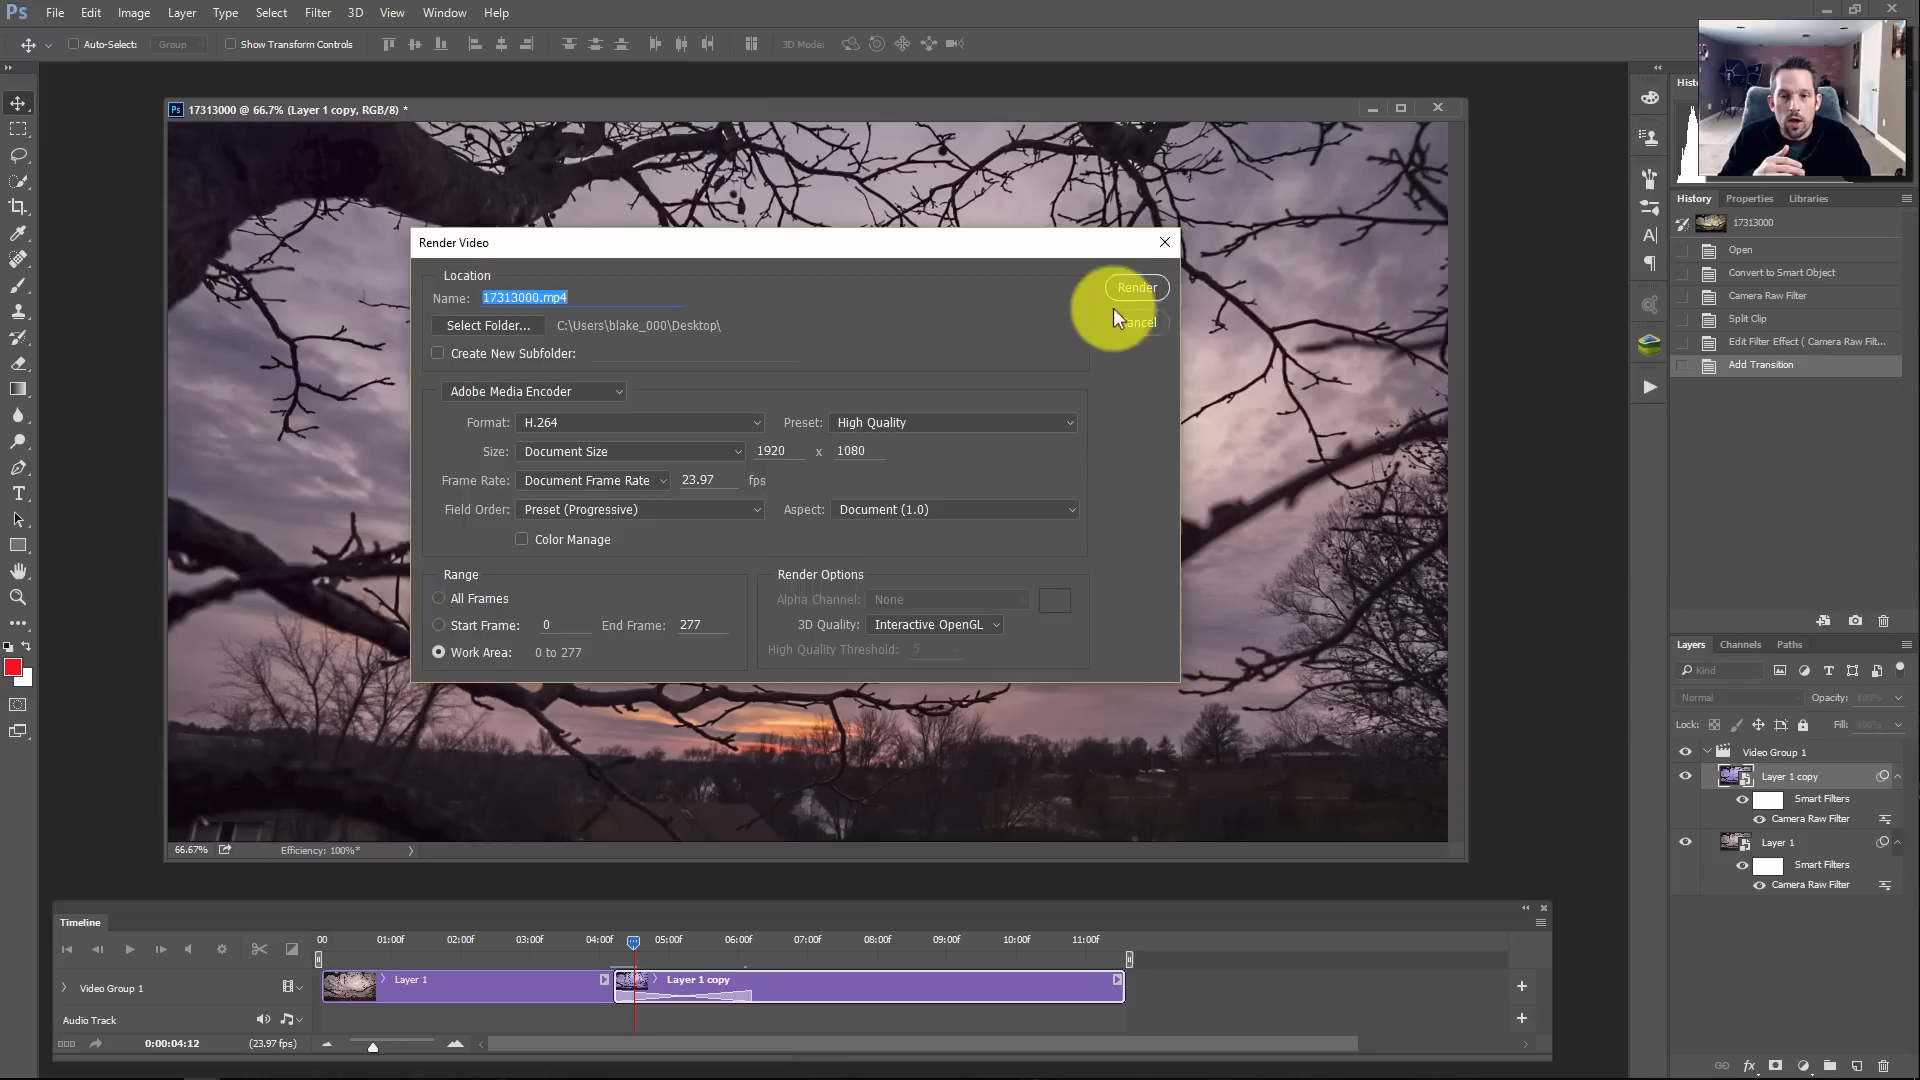 Ps File Edit Image Layer Type Select Filter 3D View Window Help
Auto-Select: Group Show Transform Controls 3D Mode:
Ps 17313000 @ 66.7% (Layer 1 copy, RGB/8) *
Render Video
Location
Name: 17313000.mp4
Select Folder... C:\Users\blake_000\Desktop\
Create New Subfolder:
Render
Cancel
Adobe Media Encoder
Format: H.264 Preset: High Quality
Size: Document Size 1920 x 1080
Frame Rate: Document Frame Rate 23.97 fps
Field Order: Preset (Progressive) Aspect: Document (1.0)
Color Manage
Range
All Frames
Start Frame: 0 End Frame: 277
Work Area: 0 to 277
Render Options
Alpha Channel: None
3D Quality: Interactive OpenGL
High Quality Threshold: 5
66.67% Efficiency: 100%*
Timeline
00 01:00f 02:00f 03:00f 04:00f 05:00f 06:00f 07:00f 08:00f 09:00f 10:00f 11:00f
Video Group 1 Layer 1 Layer 1 copy
Audio Track
0:00:04:12 (23.97 fps)
History Properties Libraries
17313000
Open
Convert to Smart Object
Camera Raw Filter
Split Clip
Edit Filter Effect ( Camera Raw Filt...
Add Transition
Layers Channels Paths
Kind
Normal Opacity: 100%
Lock: Fill: 100%
Video Group 1
Layer 1 copy
Smart Filters
Camera Raw Filter
Layer 1
Smart Filters
Camera Raw Filter
fx